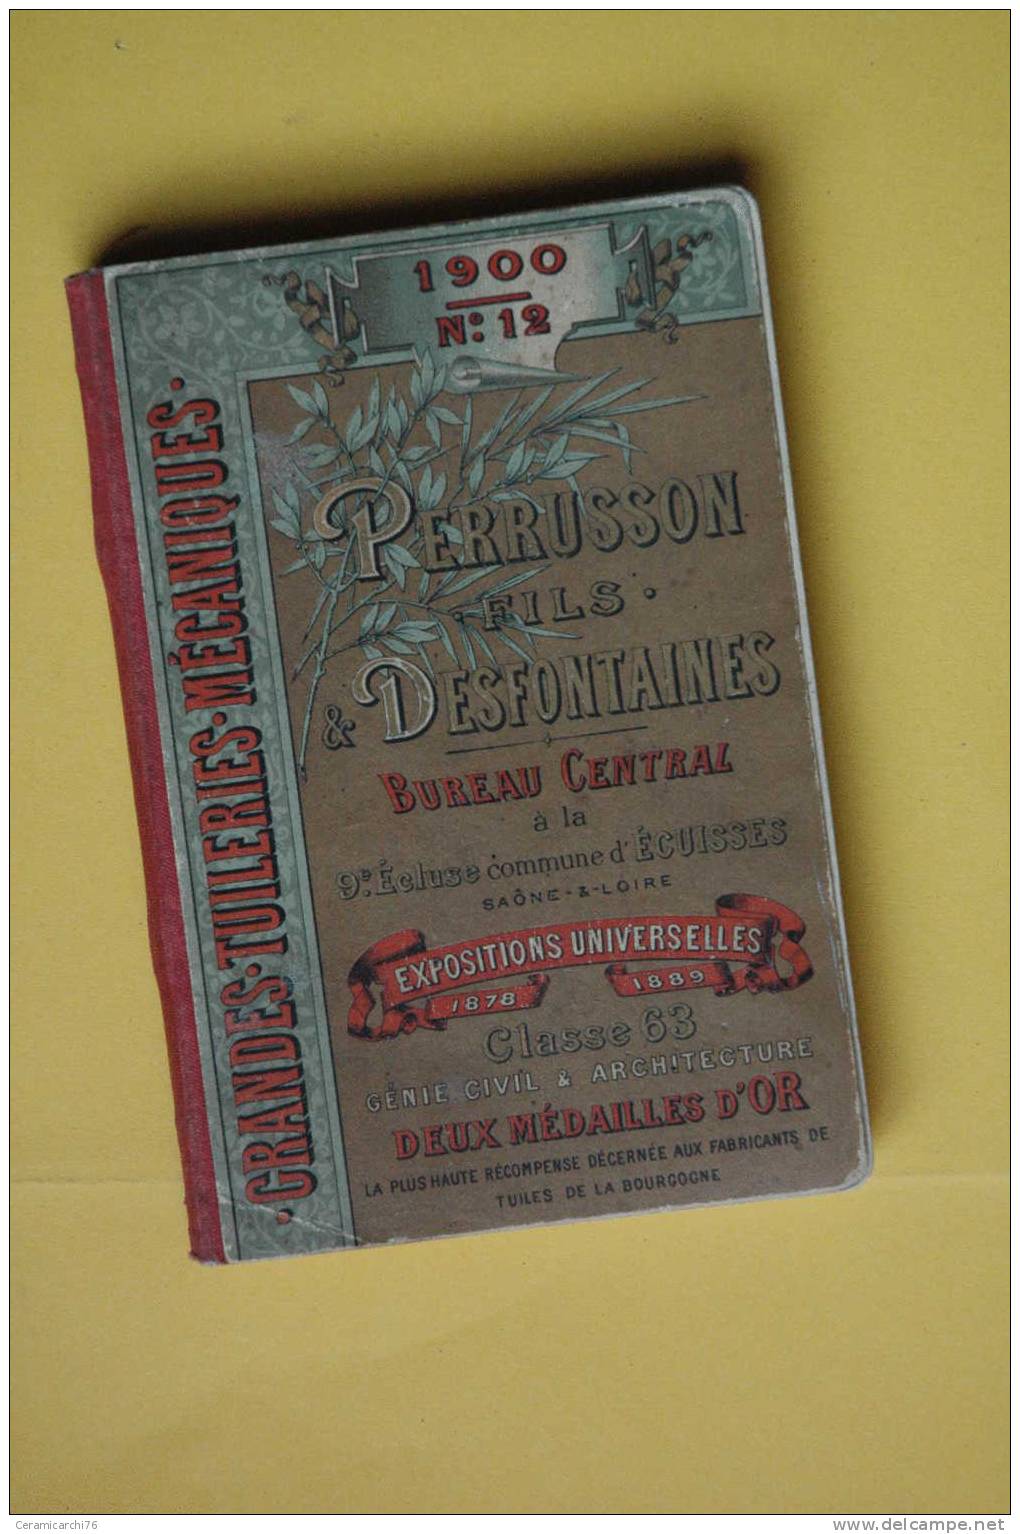 1900
No. 12
GRANDES·TUILERIES·MÉCANIQUES·
PERRUSSON
·FILS·
& DESFONTAINES
BUREAU CENTRAL
à la
9e. Écluse commune d'ÉCUISSES
SAÔNE-&-LOIRE
EXPOSITIONS UNIVERSELLES
1878 1889
Classe 63
GÉNIE CIVIL & ARCHITECTURE
DEUX MÉDAILLES D'OR
LA PLUS HAUTE RÉCOMPENSE DÉCERNÉE AUX FABRICANTS DE
TUILES DE LA BOURGOGNE
Ceramicarchi76
www.delcampe.net